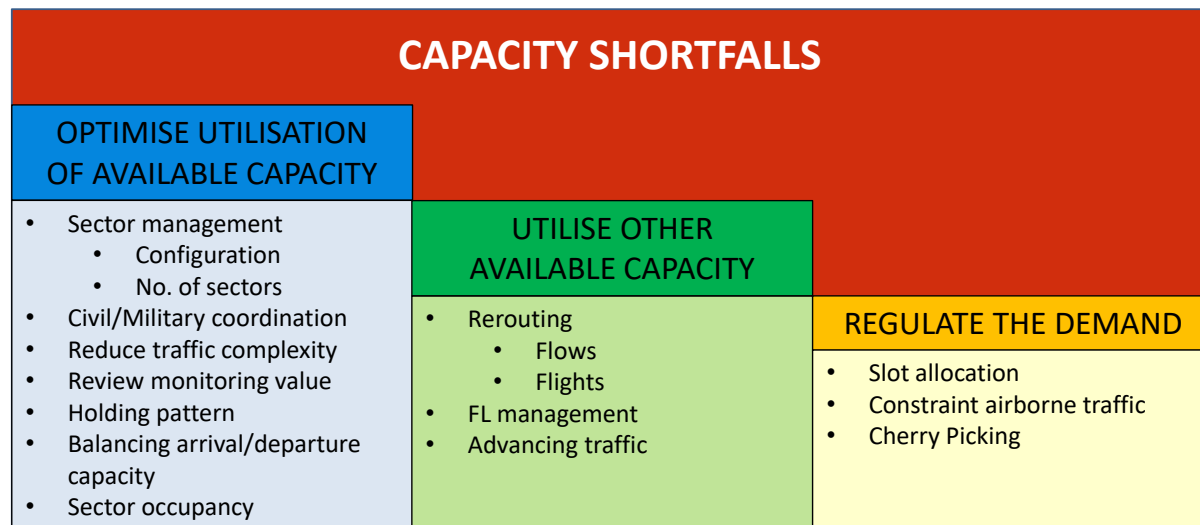 CAPACITY SHORTFALLS
OPTIMISE UTILISATION
OF AVAILABLE CAPACITY
• Sector management
• Configuration
• No. of sectors
• Civil/Military coordination
• Reduce traffic complexity
• Review monitoring value
• Holding pattern
• Balancing arrival/departure
capacity
• Sector occupancy
UTILISE OTHER
AVAILABLE CAPACITY
• Rerouting
• Flows
• Flights
• FL management
• Advancing traffic
REGULATE THE DEMAND
• Slot allocation
• Constraint airborne traffic
• Cherry Picking